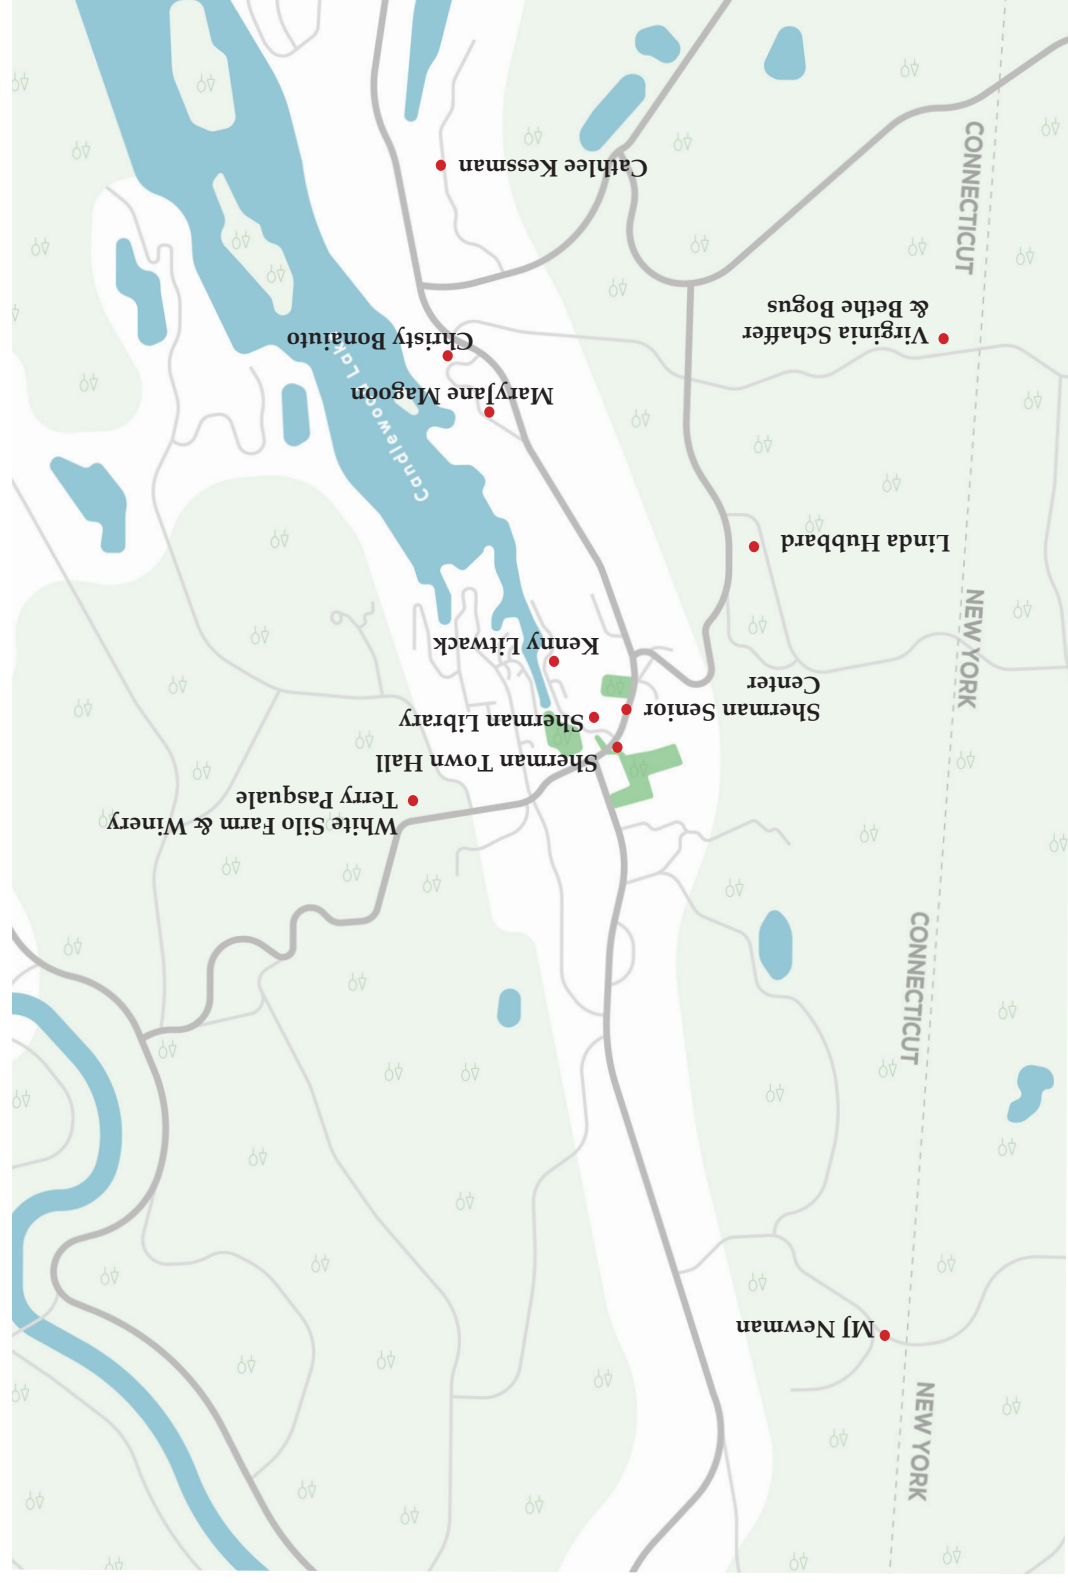 NEW YORK
MJ Newman
CONNECTICUT
White Silo Farm & Winery
Terry Pasquale
Sherman Town Hall
Sherman Library
Sherman Senior
Center
NEW YORK
Kenny Litwack
Linda Hubbard
Candlewood Lak
MaryJane Magoon
Christy Bonaiuto
Virginia Schaffer
& Bethe Bogus
CONNECTICUT
Cathlee Kessman